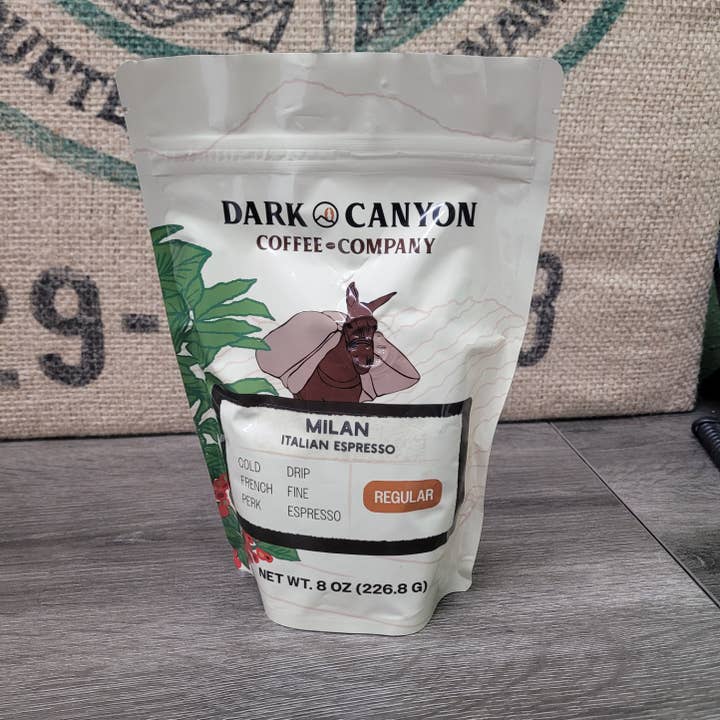 DARK CANYON
COFFEE COMPANY
MILAN
ITALIAN ESPRESSO
COLD DRIP
FRENCH FINE
PERK ESPRESSO
REGULAR
NET WT. 8 OZ (226.8 G)